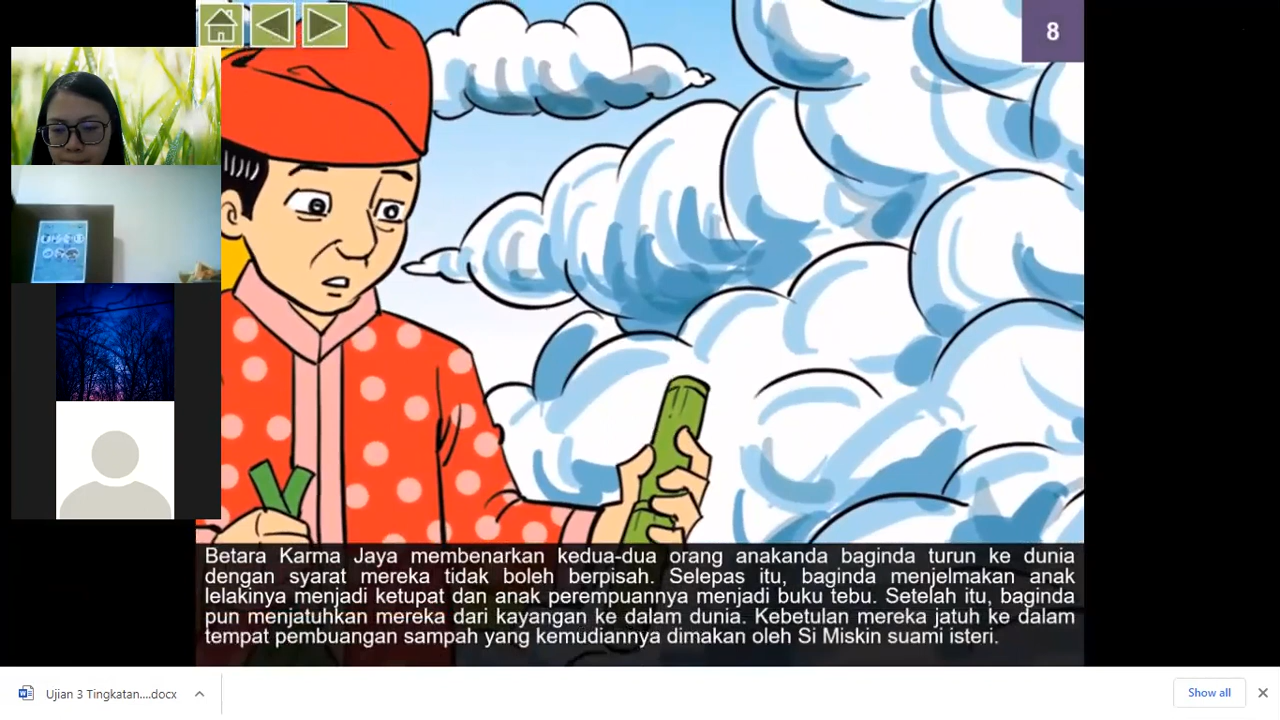 8
Betara Karma Jaya membenarkan kedua-dua orang anakanda baginda turun ke dunia
dengan syarat mereka tidak boleh berpisah. Selepas itu, baginda menjelmakan anak
lelakinya menjadi ketupat dan anak perempuannya menjadi buku tebu. Setelah itu, baginda
pun menjatuhkan mereka dari kayangan ke dalam dunia. Kebetulan mereka jatuh ke dalam
tempat pembuangan sampah yang kemudiannya dimakan oleh Si Miskin suami isteri.
Ujian 3 Tingkatan....docx
Show all